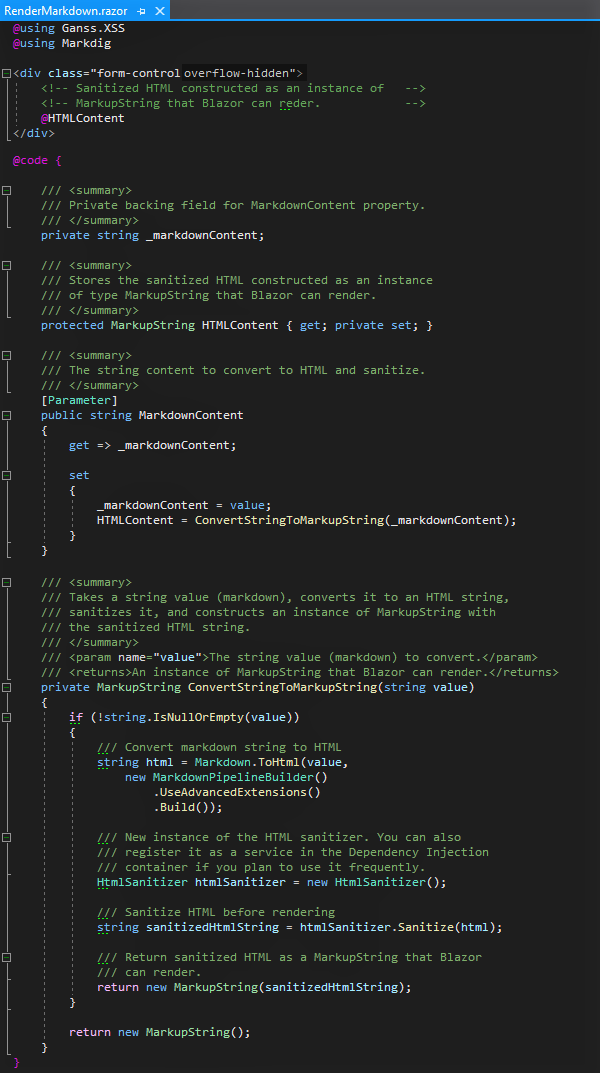 RenderMarkdown.razor
@using Ganss.XSS
@using Markdig
<div class="form-control overflow-hidden">
<!-- Sanitized HTML constructed as an instance of -->
<!-- MarkupString that Blazor can reder. -->
@HTMLContent
</div>
@code {
/// <summary>
/// Private backing field for MarkdownContent property.
/// </summary>
private string _markdownContent;
/// <summary>
/// Stores the sanitized HTML constructed as an instance
/// of type MarkupString that Blazor can render.
/// </summary>
protected MarkupString HTMLContent { get; private set; }
/// <summary>
/// The string content to convert to HTML and sanitize.
/// </summary>
[Parameter]
public string MarkdownContent
{
get => _markdownContent;
set
{
_markdownContent = value;
HTMLContent = ConvertStringToMarkupString(_markdownContent);
}
}
/// <summary>
/// Takes a string value (markdown), converts it to an HTML string,
/// sanitizes it, and constructs an instance of MarkupString with
/// the sanitized HTML string.
/// </summary>
/// <param name="value">The string value (markdown) to convert.</param>
/// <returns>An instance of MarkupString that Blazor can render.</returns>
private MarkupString ConvertStringToMarkupString(string value)
{
if (!string.IsNullOrEmpty(value))
{
/// Convert markdown string to HTML
string html = Markdown.ToHtml(value,
new MarkdownPipelineBuilder()
.UseAdvancedExtensions()
.Build());
/// New instance of the HTML sanitizer. You can also
/// register it as a service in the Dependency Injection
/// container if you plan to use it frequently.
HtmlSanitizer htmlSanitizer = new HtmlSanitizer();
/// Sanitize HTML before rendering
string sanitizedHtmlString = htmlSanitizer.Sanitize(html);
/// Return sanitized HTML as a MarkupString that Blazor
/// can render.
return new MarkupString(sanitizedHtmlString);
}
return new MarkupString();
}
}